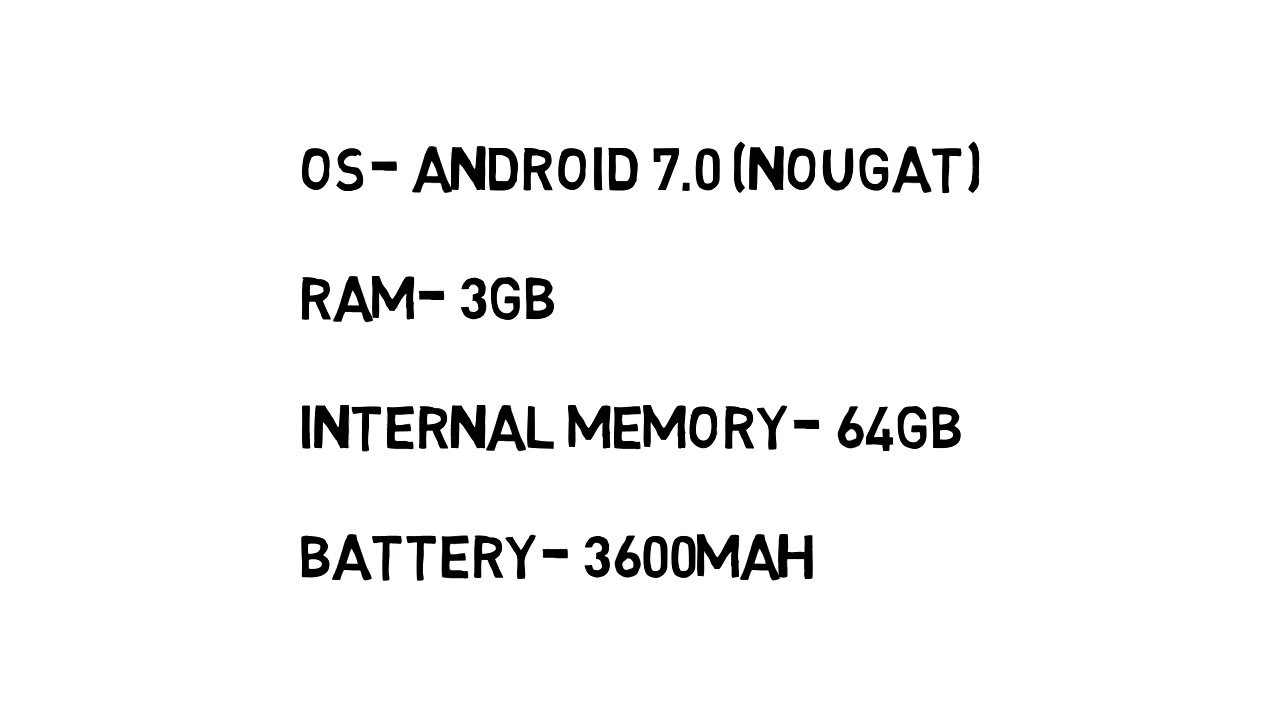 OS- ANDROID 7.0 (NOUGAT)
RAM- 3GB
INTERNAL MEMORY- 64GB
BATTERY- 3600MAH